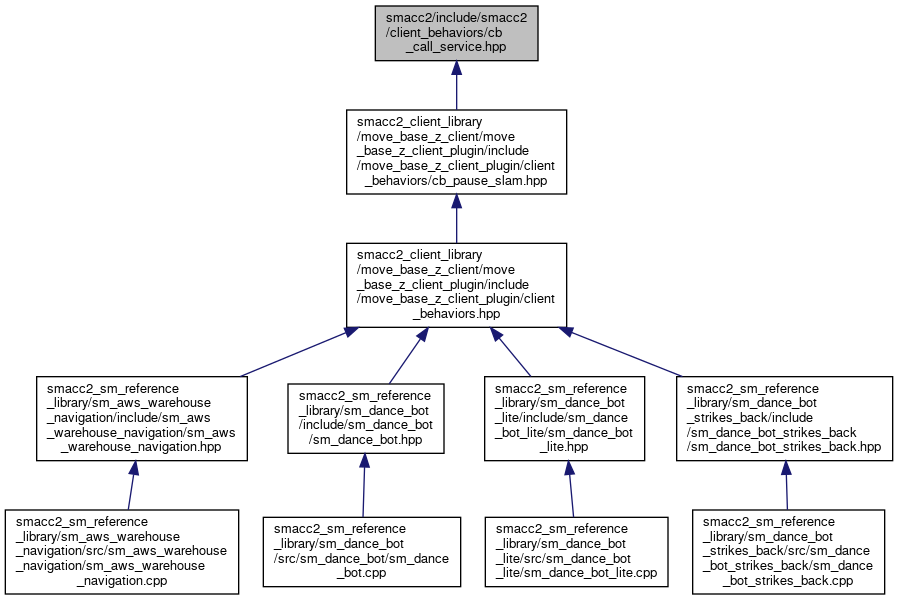 smacc2/include/smacc2
/client_behaviors/cb
_call_service.hpp
smacc2_client_library
/move_base_z_client/move
_base_z_client_plugin/include
/move_base_z_client_plugin/client
_behaviors/cb_pause_slam.hpp
smacc2_client_library
/move_base_z_client/move
_base_z_client_plugin/include
/move_base_z_client_plugin/client
_behaviors.hpp
smacc2_sm_reference
_library/sm_aws_warehouse
_navigation/include/sm_aws
_warehouse_navigation/sm_aws
_warehouse_navigation.hpp
smacc2_sm_reference
_library/sm_dance_bot
/include/sm_dance_bot
/sm_dance_bot.hpp
smacc2_sm_reference
_library/sm_dance_bot
_lite/include/sm_dance
_bot_lite/sm_dance_bot
_lite.hpp
smacc2_sm_reference
_library/sm_dance_bot
_strikes_back/include
/sm_dance_bot_strikes_back
/sm_dance_bot_strikes_back.hpp
smacc2_sm_reference
_library/sm_aws_warehouse
_navigation/src/sm_aws_warehouse
_navigation/sm_aws_warehouse
_navigation.cpp
smacc2_sm_reference
_library/sm_dance_bot
/src/sm_dance_bot/sm_dance
_bot.cpp
smacc2_sm_reference
_library/sm_dance_bot
_lite/src/sm_dance_bot
_lite/sm_dance_bot_lite.cpp
smacc2_sm_reference
_library/sm_dance_bot
_strikes_back/src/sm_dance
_bot_strikes_back/sm_dance
_bot_strikes_back.cpp